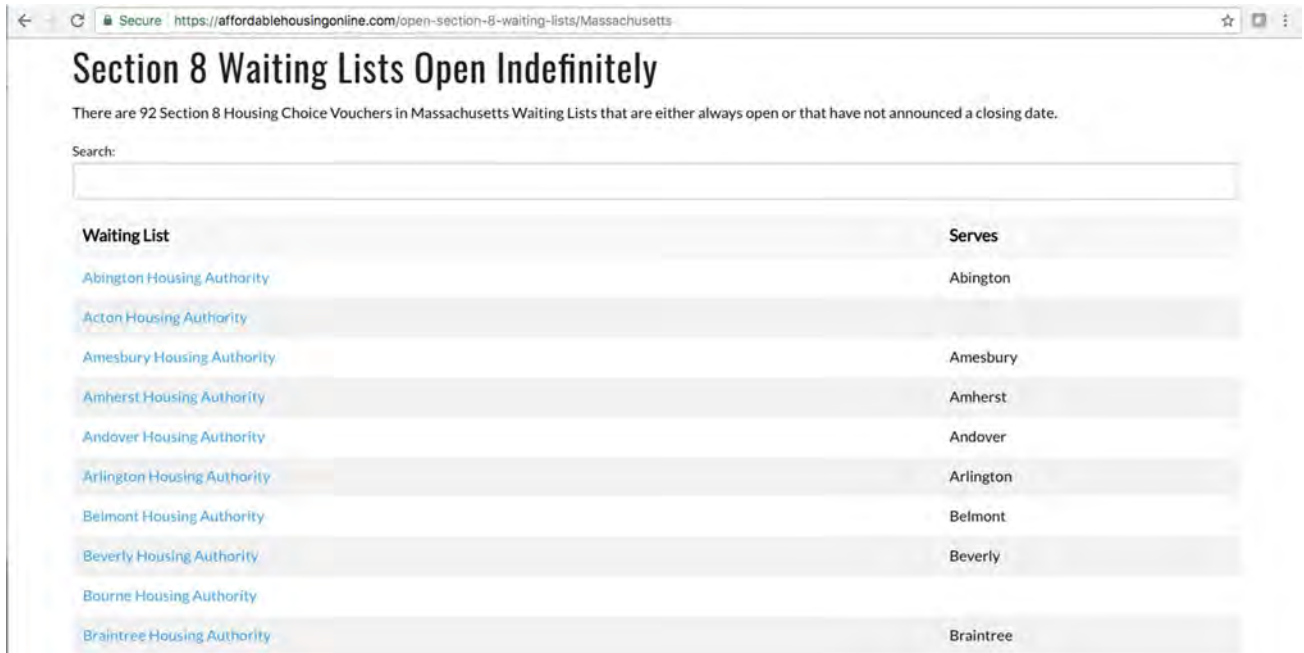 Secure https://affordablehousingonline.com/open-section-8-waiting-lists/Massachusetts
Section 8 Waiting Lists Open Indefinitely
There are 92 Section 8 Housing Choice Vouchers in Massachusetts Waiting Lists that are either always open or that have not announced a closing date.
Search:
Waiting List Serves
Abington Housing Authority Abington
Acton Housing Authority
Amesbury Housing Authority Amesbury
Amherst Housing Authority Amherst
Andover Housing Authority Andover
Arlington Housing Authority Arlington
Belmont Housing Authority Belmont
Beverly Housing Authority Beverly
Bourne Housing Authority
Braintree Housing Authority Braintree